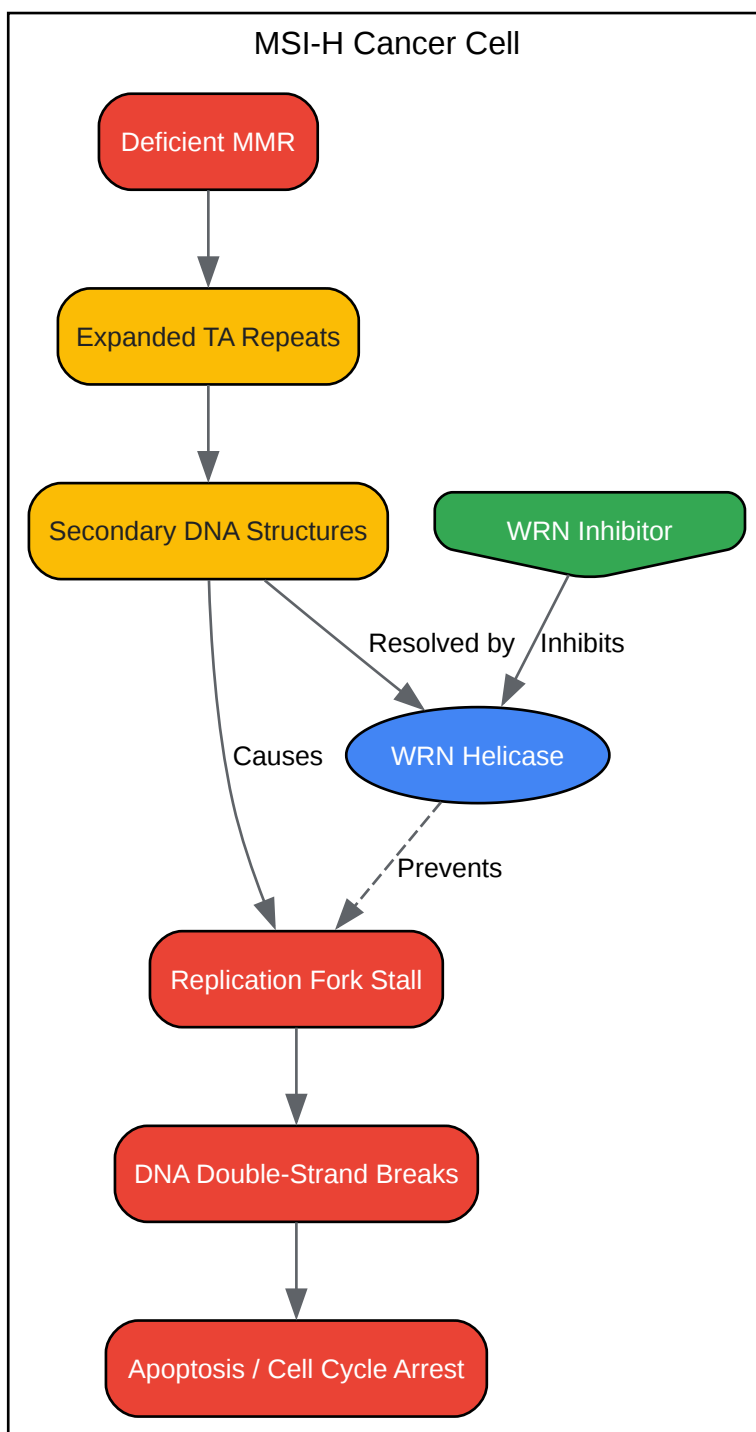 MSI-H Cancer Cell
Deficient MMR
Expanded TA Repeats
Secondary DNA Structures
WRN Inhibitor
Resolved by
Inhibits
Causes
WRN Helicase
Prevents
Replication Fork Stall
DNA Double-Strand Breaks
Apoptosis / Cell Cycle Arrest